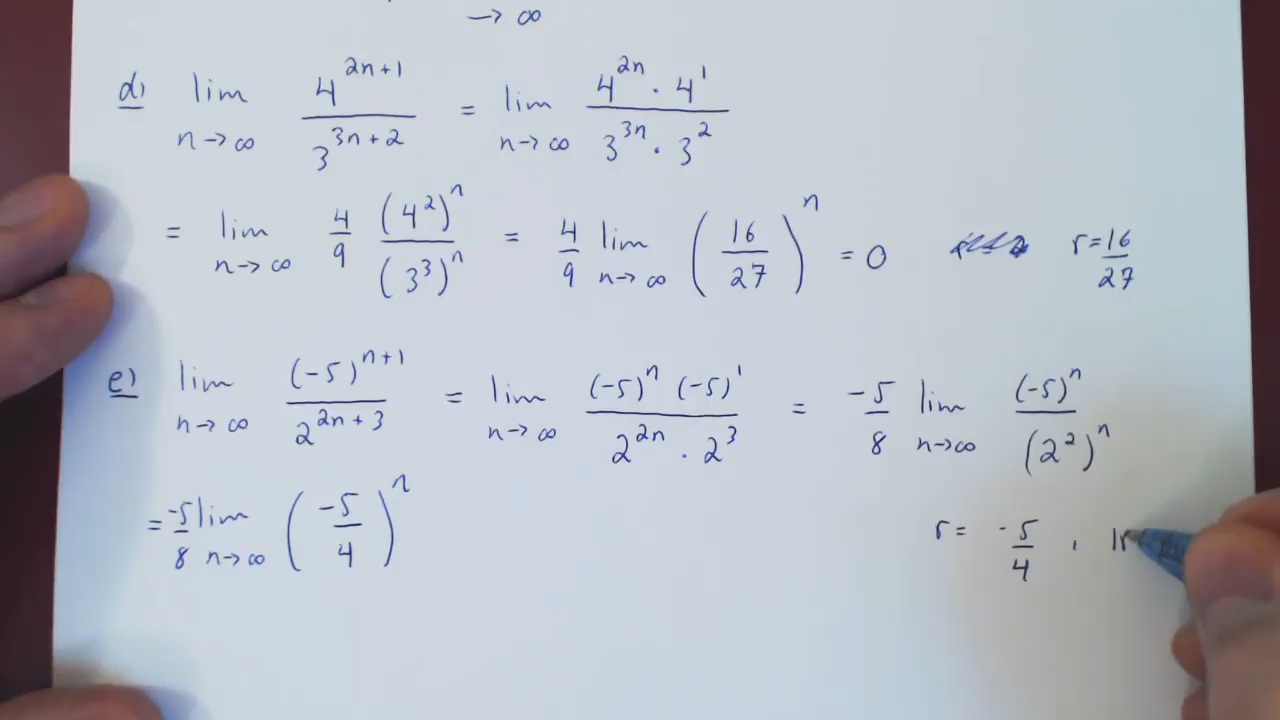 → ∞
d) lim n→∞ 4^(2n+1) / 3^(3n+2) = lim n→∞ (4^(2n) · 4^1) / (3^(3n) · 3^2)
= lim n→∞ 4/9 (4^2)^n / (3^3)^n = 4/9 lim n→∞ (16/27)^n = 0 r = 16/27
e) lim n→∞ (-5)^(n+1) / 2^(2n+3) = lim n→∞ (-5)^n (-5)^1 / (2^(2n) · 2^3) = -5/8 lim n→∞ (-5)^n / (2^2)^n
= -5/8 lim n→∞ (-5/4)^n r = -5/4 , |r